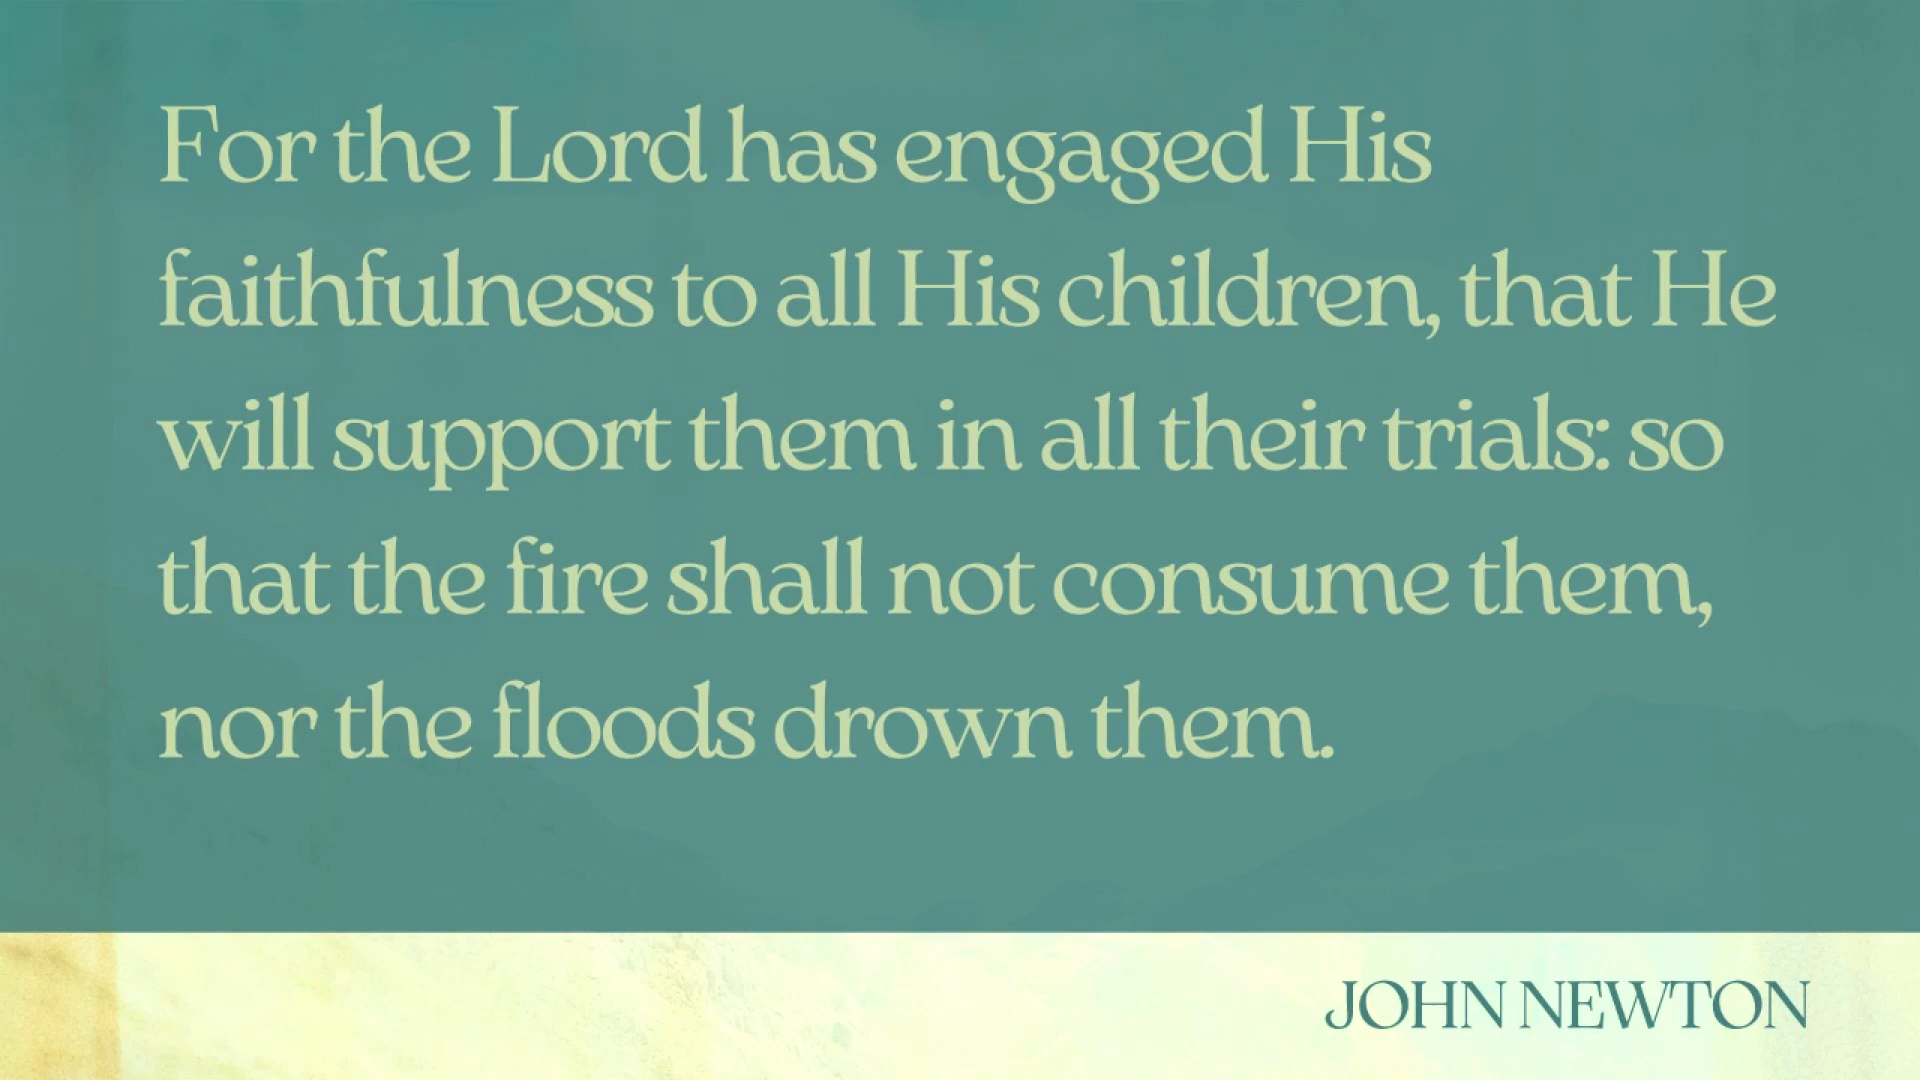 For the Lord has engaged His
faithfulness to all His children, that He
will support them in all their trials: so
that the fire shall not consume them,
nor the floods drown them.
JOHN NEWTON